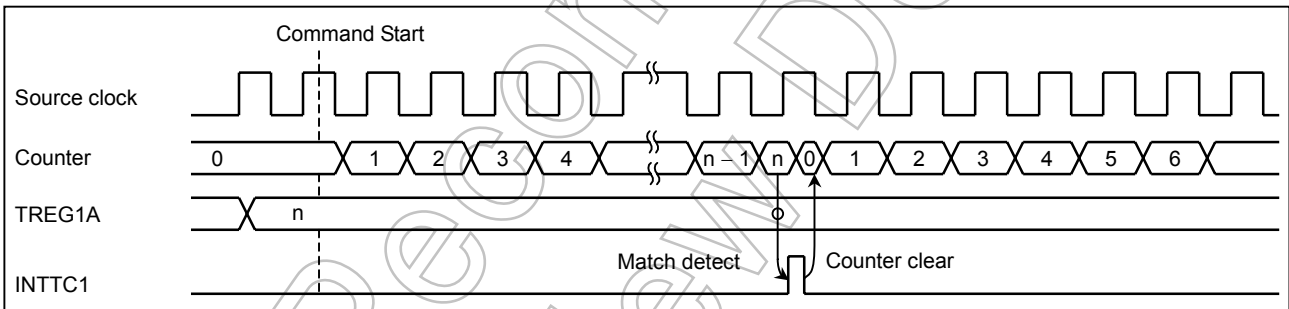 Command Start
Source clock
Counter 0 1 2 3 4 n − 1 n 0 1 2 3 4 5 6
TREG1A n
Match detect Counter clear
INTTC1